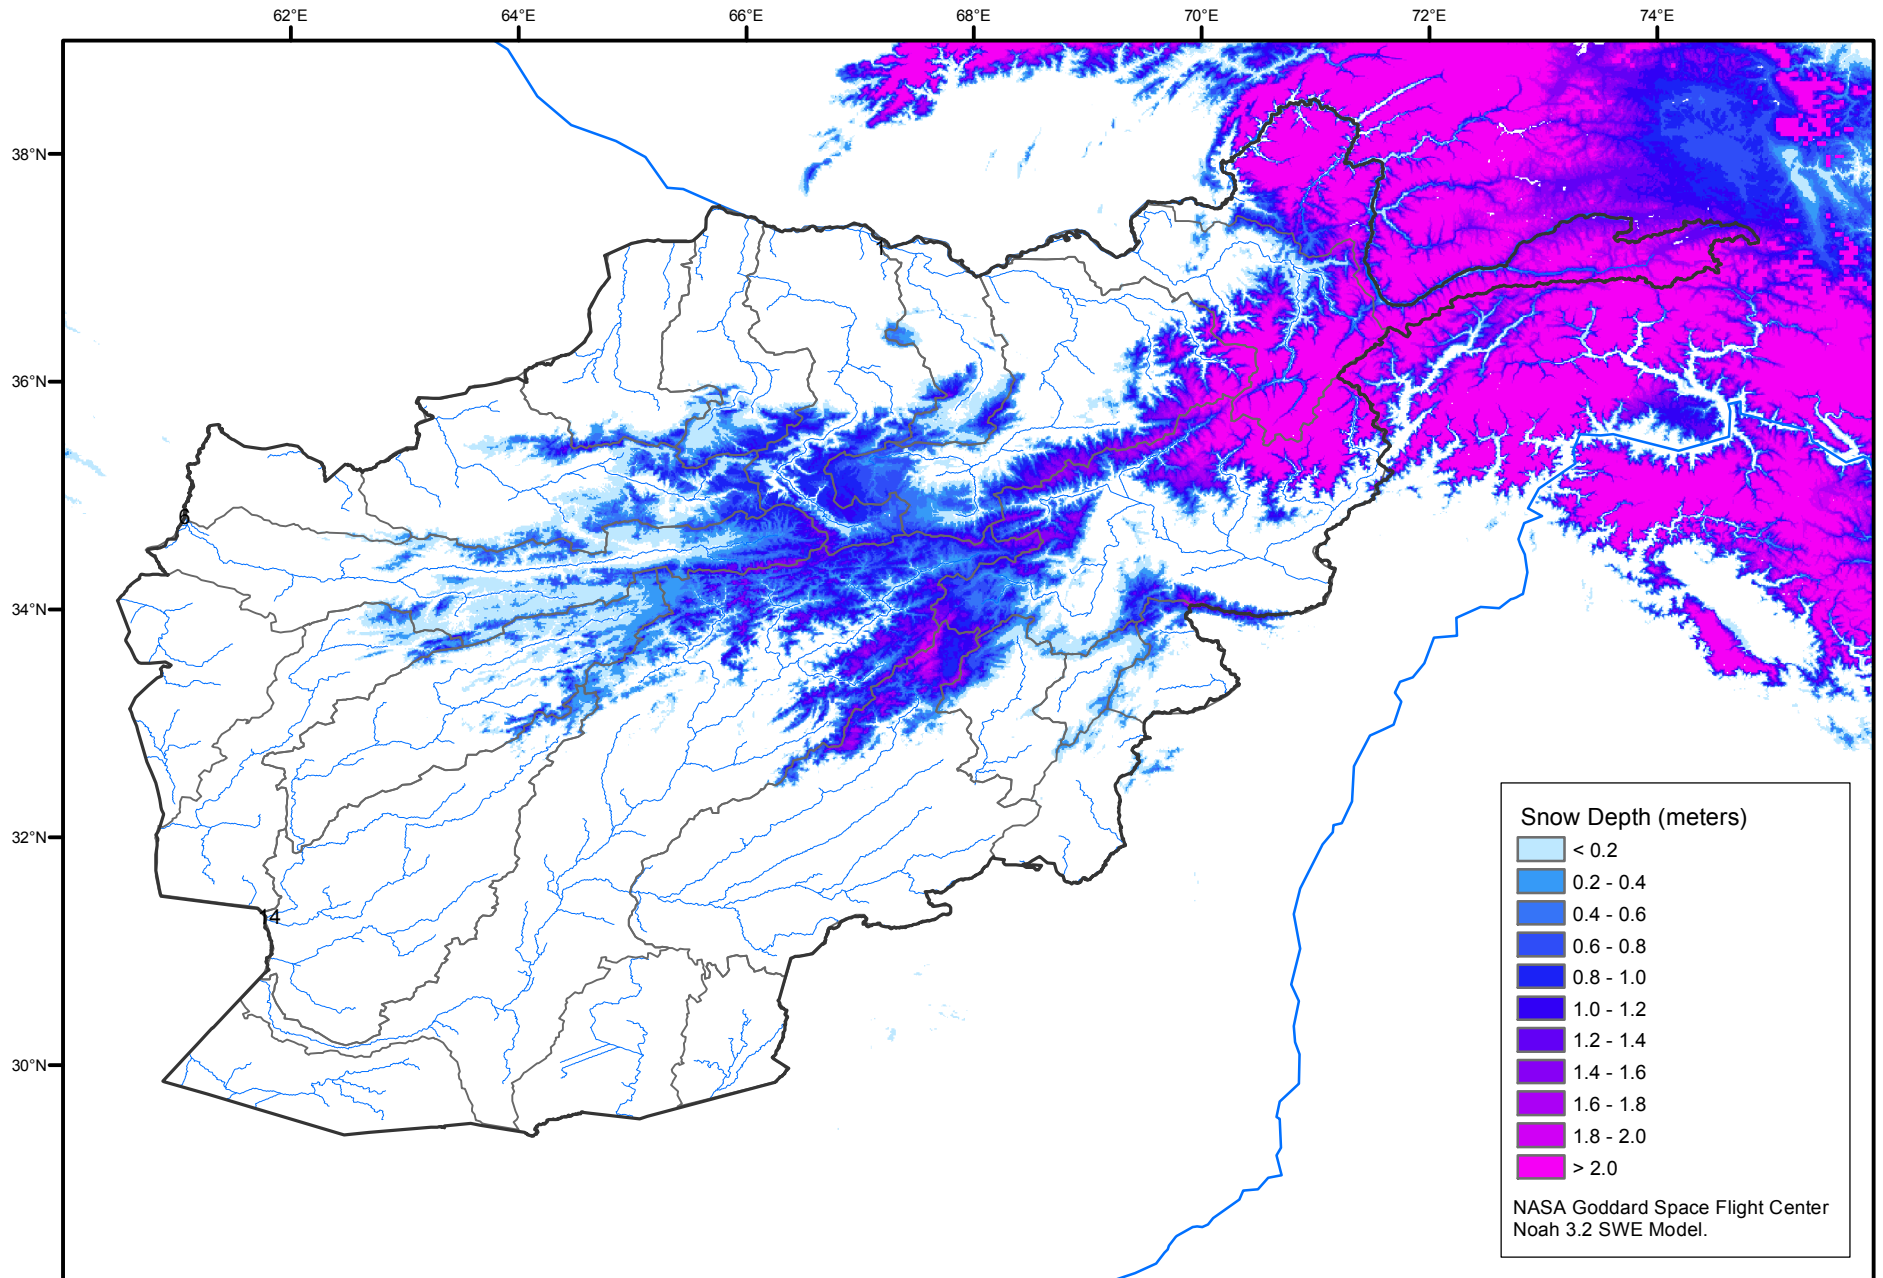 62°E
64°E
66°E
68°E
70°E
72°E
74°E
38°N
36°N
34°N
32°N
30°N
1
6
14
Snow Depth (meters)
< 0.2
0.2 - 0.4
0.4 - 0.6
0.6 - 0.8
0.8 - 1.0
1.0 - 1.2
1.2 - 1.4
1.4 - 1.6
1.6 - 1.8
1.8 - 2.0
> 2.0
NASA Goddard Space Flight Center
Noah 3.2 SWE Model.